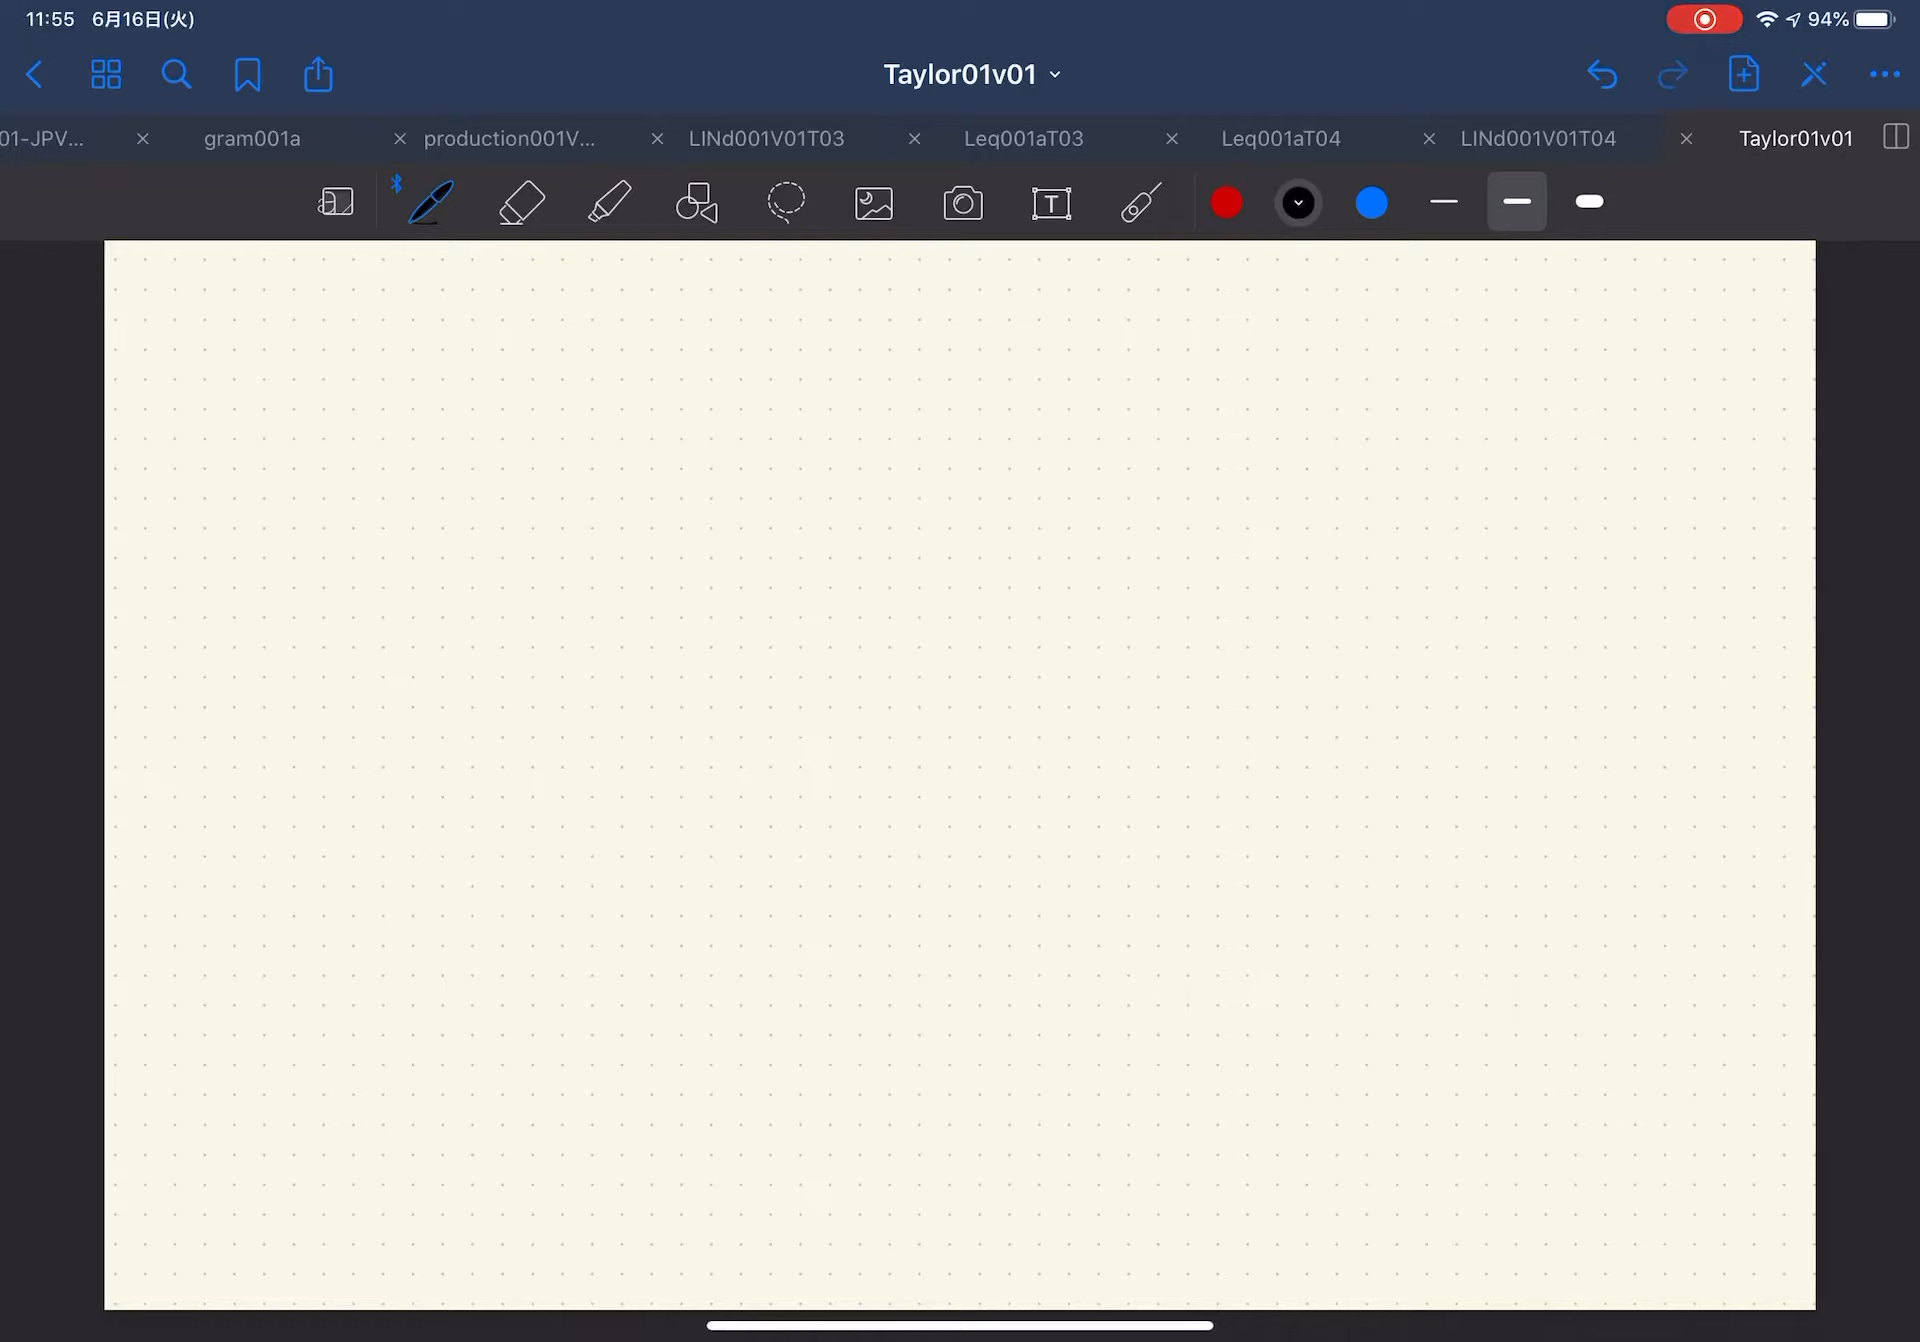 11:55 6月16日(火) 94%
Taylor01v01
01-JPV... gram001a production001V... LINd001V01T03 Leq001aT03 Leq001aT04 LINd001V01T04 Taylor01v01
a T